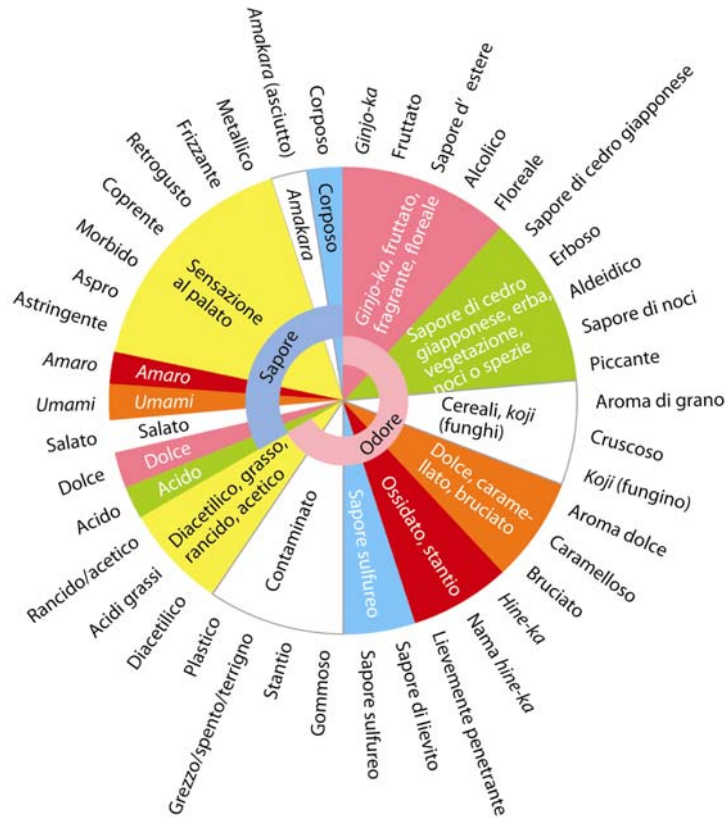 Ginjo-ka
Fruttato
Sapore d' estere
Alcolico
Floreale
Sapore di cedro giapponese
Erboso
Aldeidico
Sapore di noci
Piccante
Aroma di grano
Cruscoso
Koji (fungino)
Aroma dolce
Caramelloso
Bruciato
Hine-ka
Nama hine-ka
Lievemente penetrante
Sapore di lievito
Sapore sulfureo
Gommoso
Stantio
Grezzo/spento/terrigno
Plastico
Diacetilico
Acidi grassi
Rancido/acetico
Acido
Dolce
Salato
Umami
Amaro
Astringente
Aspro
Morbido
Coprente
Retrogusto
Frizzante
Metallico
Amakara (asciutto)
Corposo
Ginjo-ka, fruttato,
fragrante, floreale
Sapore di cedro
giapponese, erba,
vegetazione,
noci o spezie
Cereali, koji
(funghi)
Dolce, carame-
llato, bruciato
Ossidato, stantio
Sapore sulfureo
Contaminato
Diacetilico, grasso,
rancido, acetico
Acido
Dolce
Salato
Umami
Amaro
Sensazione
al palato
Amakara
Corposo
Sapore
Odore